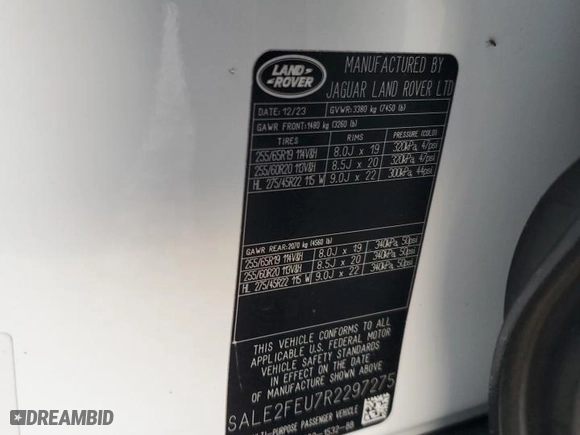 LAND
ROVER
MANUFACTURED BY
JAGUAR LAND ROVER LTD
DATE: 12/23 GVWR: 3380 kg (7450 lb)
GAWR FRONT: 1480 kg (3260 lb)
TIRES RIMS PRESSURE (COLD)
255/65R19 114V&H 8.0J x 19 320kPa, 47psi
255/60R20 113V&H 8.5J x 20 320kPa, 47psi
HL 275/45R22 115 W 9.0J x 22 300kPa, 44psi
GAWR REAR: 2070 kg (4560 lb)
255/65R19 114V&H 8.0J x 19 340kPa, 50psi
255/60R20 113V&H 8.5J x 20 340kPa, 50psi
HL 275/45R22 115 W 9.0J x 22 340kPa, 50psi
THIS VEHICLE CONFORMS TO ALL
APPLICABLE U.S. FEDERAL MOTOR
VEHICLE SAFETY STANDARDS
IN EFFECT ON THE DATE
OF MANUFACTURE SHOWN ABOVE
SALE2FEU7R2297275
LTI-PURPOSE PASSENGER VEHICLE
-1532-BB
DREAMBID